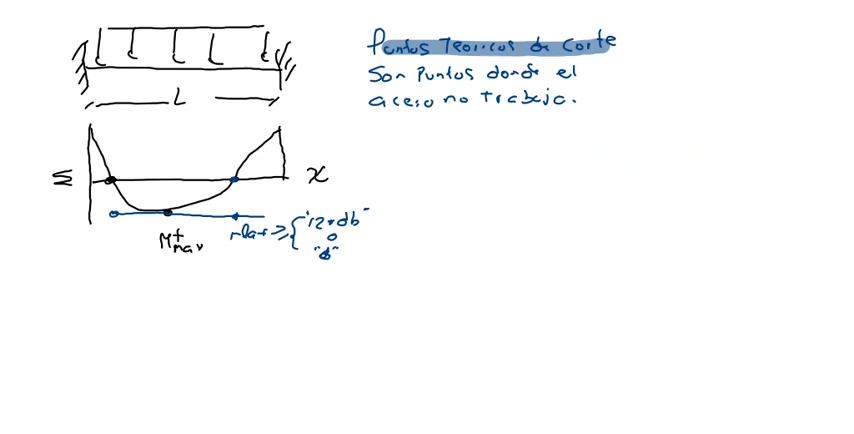 Puntos Teoricos de Corte
Son Puntos donde el
acero no trabaja.
L
M
x
M+max
≥ { "12*db"
o
"d"